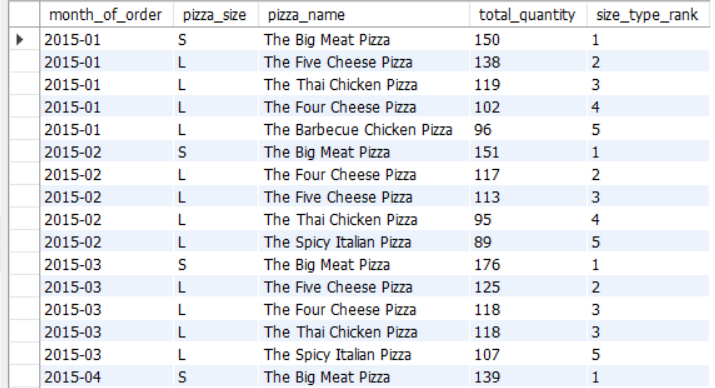 month_of_order pizza_size pizza_name total_quantity size_type_rank
2015-01 S The Big Meat Pizza 150 1
2015-01 L The Five Cheese Pizza 138 2
2015-01 L The Thai Chicken Pizza 119 3
2015-01 L The Four Cheese Pizza 102 4
2015-01 L The Barbecue Chicken Pizza 96 5
2015-02 S The Big Meat Pizza 151 1
2015-02 L The Four Cheese Pizza 117 2
2015-02 L The Five Cheese Pizza 113 3
2015-02 L The Thai Chicken Pizza 95 4
2015-02 L The Spicy Italian Pizza 89 5
2015-03 S The Big Meat Pizza 176 1
2015-03 L The Five Cheese Pizza 125 2
2015-03 L The Four Cheese Pizza 118 3
2015-03 L The Thai Chicken Pizza 118 3
2015-03 L The Spicy Italian Pizza 107 5
2015-04 S The Big Meat Pizza 139 1